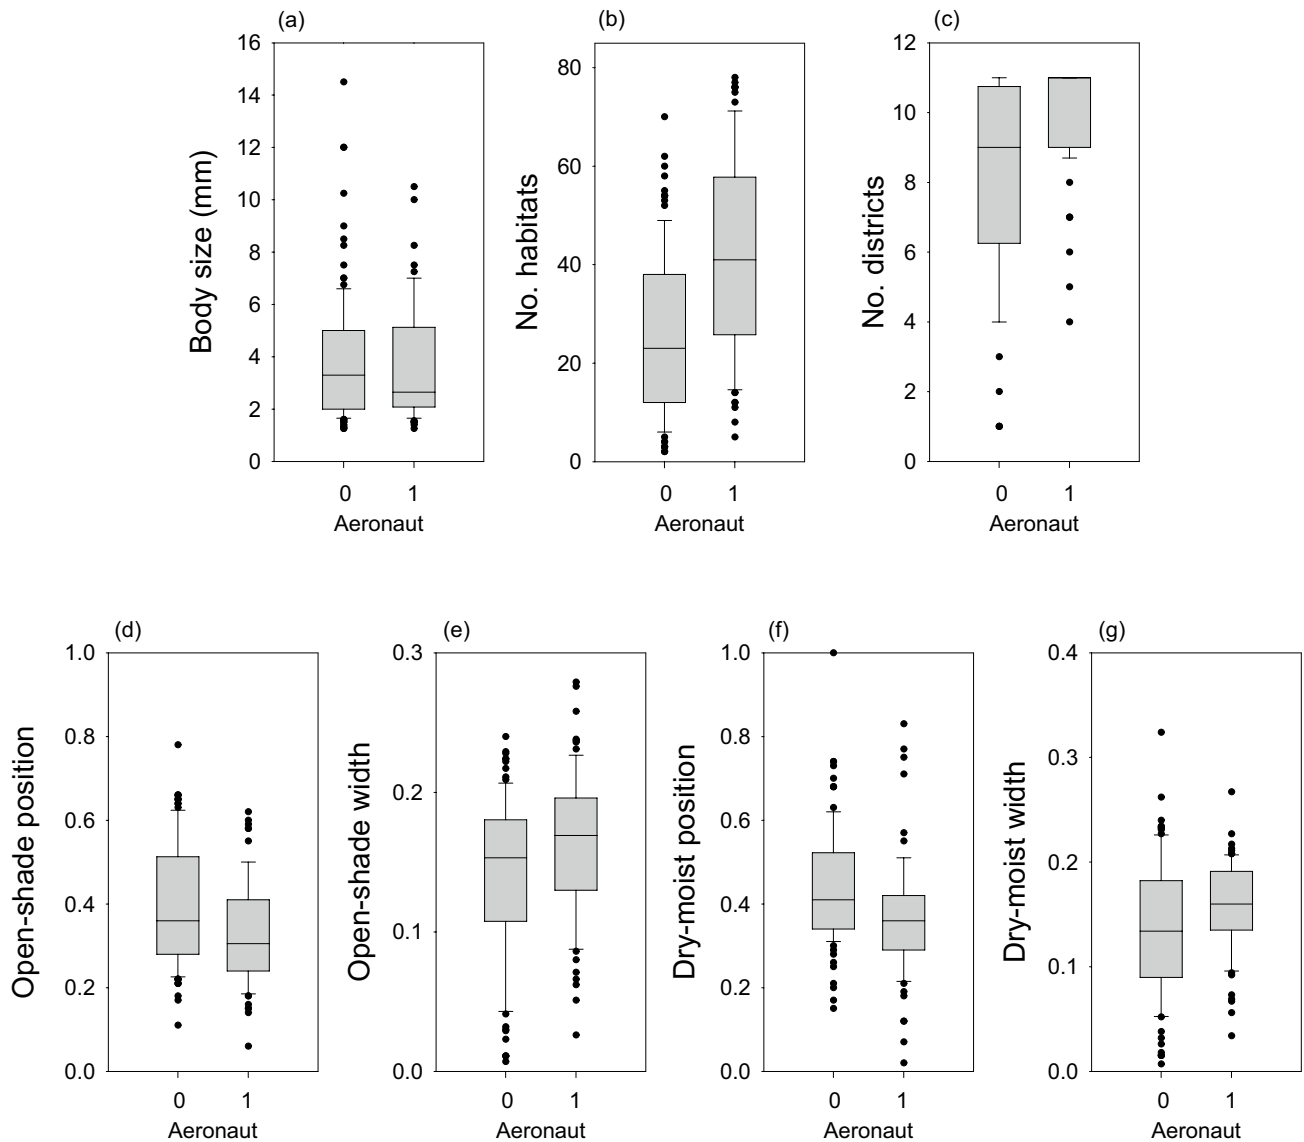 (a)
(b)
(c)
16
14
12
10
8
6
4
2
0
Body size (mm)
0 1
Aeronaut
80
60
40
20
0
No. habitats
0 1
Aeronaut
12
10
8
6
4
2
0
No. districts
0 1
Aeronaut
(d)
(e)
(f)
(g)
1.0
0.8
0.6
0.4
0.2
0.0
Open-shade position
0 1
Aeronaut
0.3
0.2
0.1
0.0
Open-shade width
0 1
Aeronaut
1.0
0.8
0.6
0.4
0.2
0.0
Dry-moist position
0 1
Aeronaut
0.4
0.3
0.2
0.1
0.0
Dry-moist width
0 1
Aeronaut